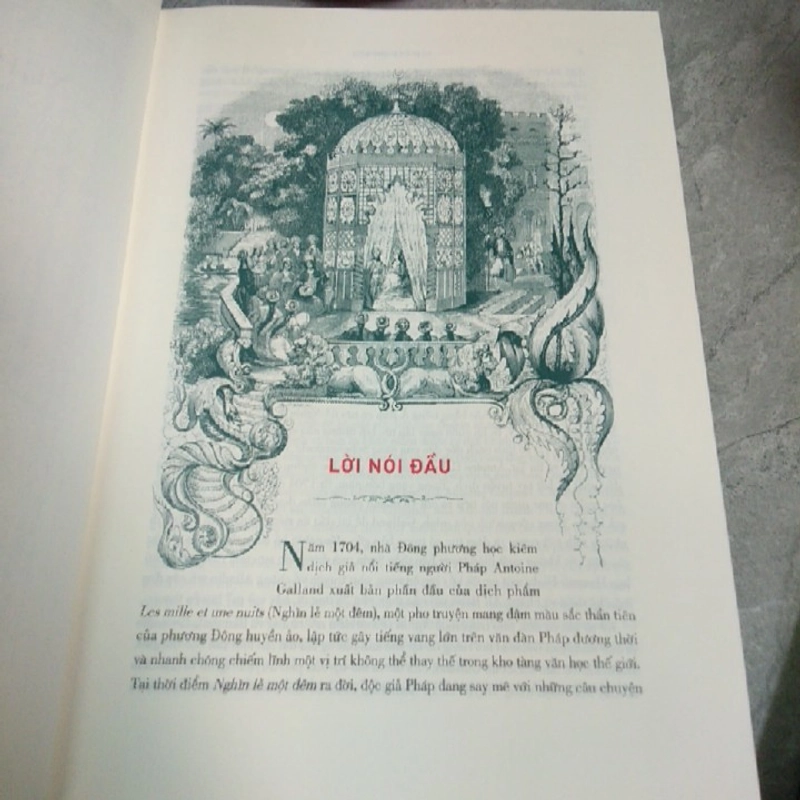 LỜI NÓI ĐẦU
Năm 1704, nhà Đông phương học kiêm
dịch giả nổi tiếng người Pháp Antoine
Galland xuất bản phần đầu của dịch phẩm
Les mille et une nuits (Nghìn lẻ một đêm), một pho truyện mang đậm màu sắc thần tiên
của phương Đông huyền ảo, lập tức gây tiếng vang lớn trên văn đàn Pháp đương thời
và nhanh chóng chiếm lĩnh một vị trí không thể thay thế trong kho tàng văn học thế giới.
Tại thời điểm Nghìn lẻ một đêm ra đời, độc giả Pháp đang say mê với những câu chuyện